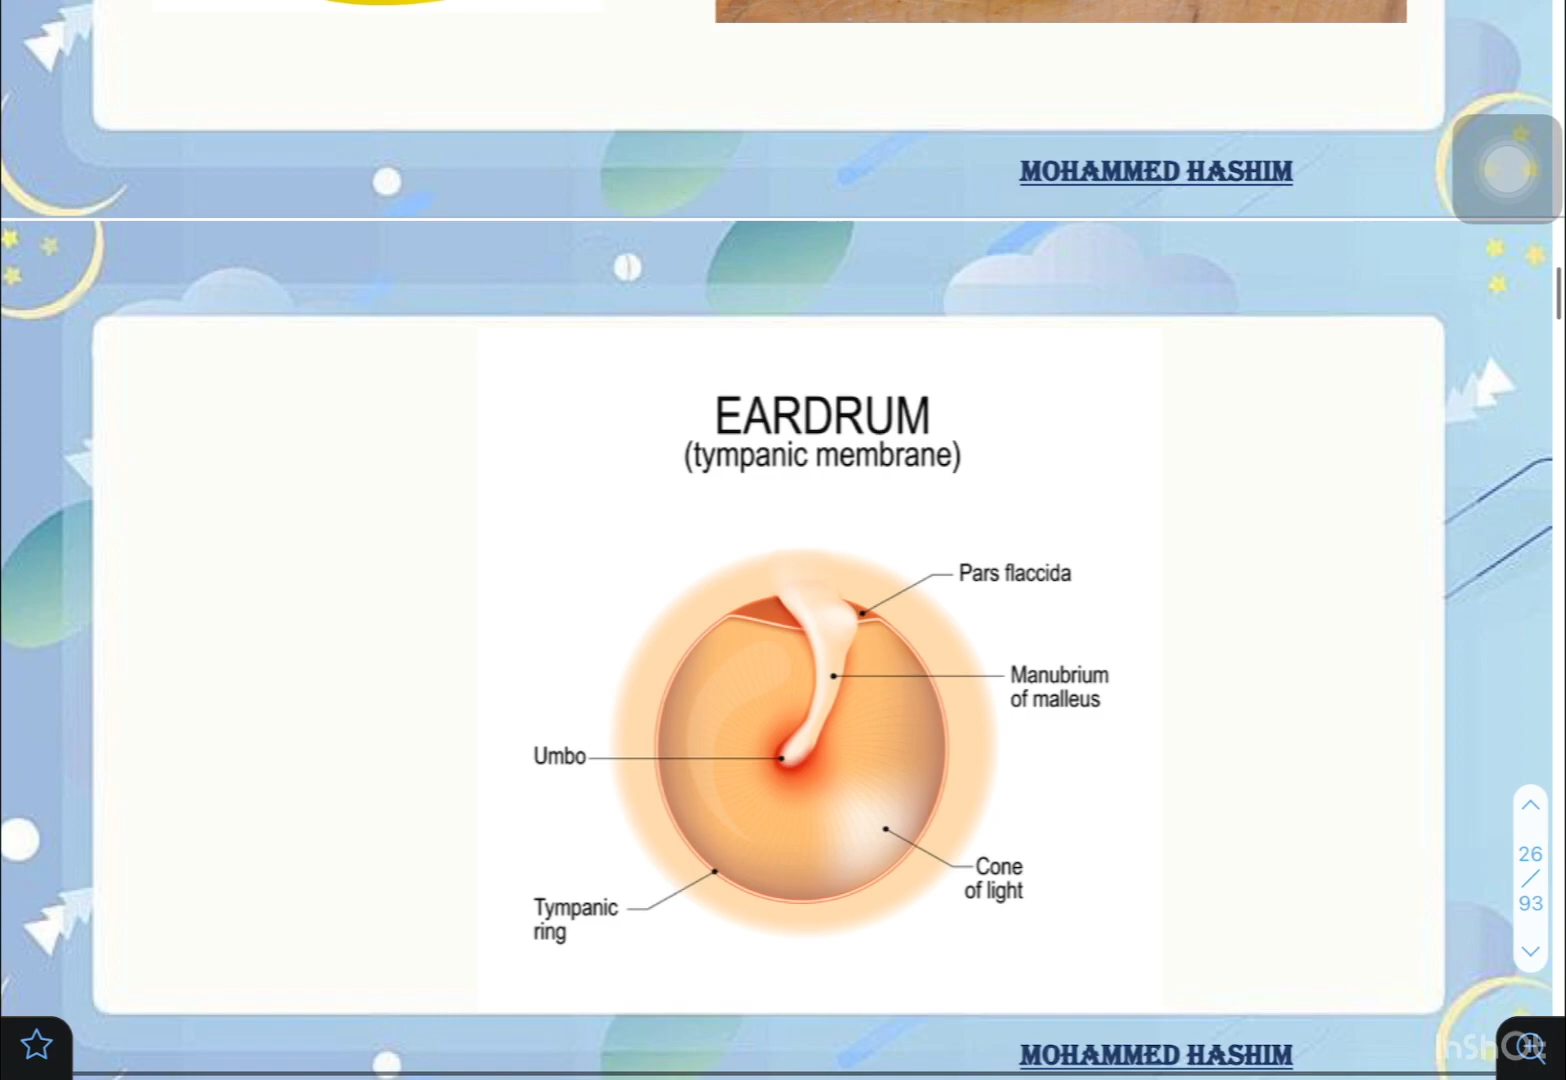 MOHAMMED HASHIM
EARDRUM
(tympanic membrane)
Pars flaccida
Manubrium
of malleus
Umbo
Cone
of light
Tympanic
ring
26
/
93
MOHAMMED HASHIM
InShOt